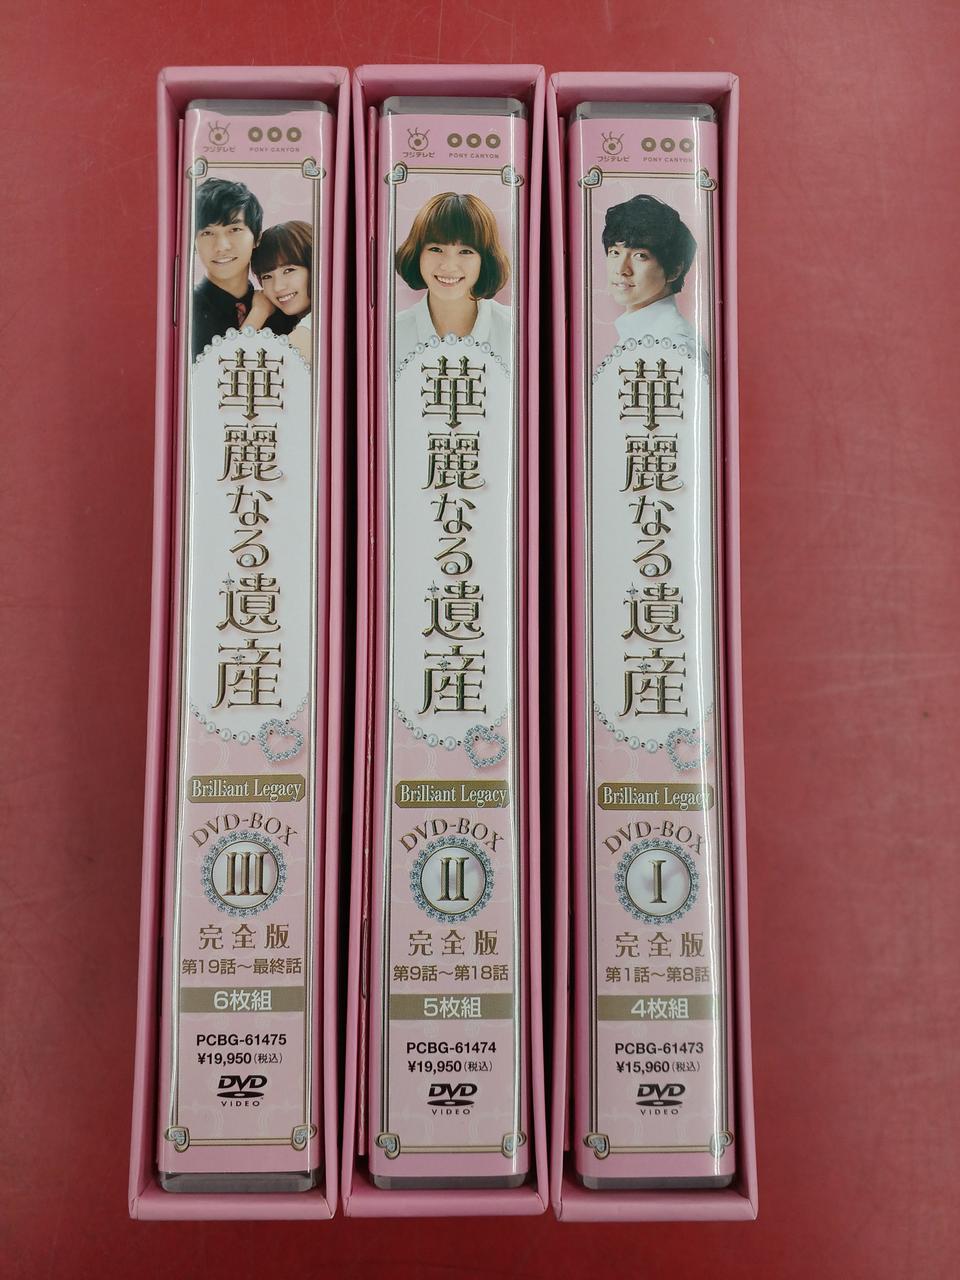 フジテレビ
PONY CANYON
華麗なる遺産
Brilliant Legacy
DVD-BOX
III
完全版
第19話～最終話
6枚組
PCBG-61475
¥19,950(税込)
DVD
VIDEO
フジテレビ
PONY CANYON
華麗なる遺産
Brilliant Legacy
DVD-BOX
II
完全版
第9話～第18話
5枚組
PCBG-61474
¥19,950(税込)
DVD
VIDEO
フジテレビ
PONY CANYON
華麗なる遺産
Brilliant Legacy
DVD-BOX
I
完全版
第1話～第8話
4枚組
PCBG-61473
¥15,960(税込)
DVD
VIDEO